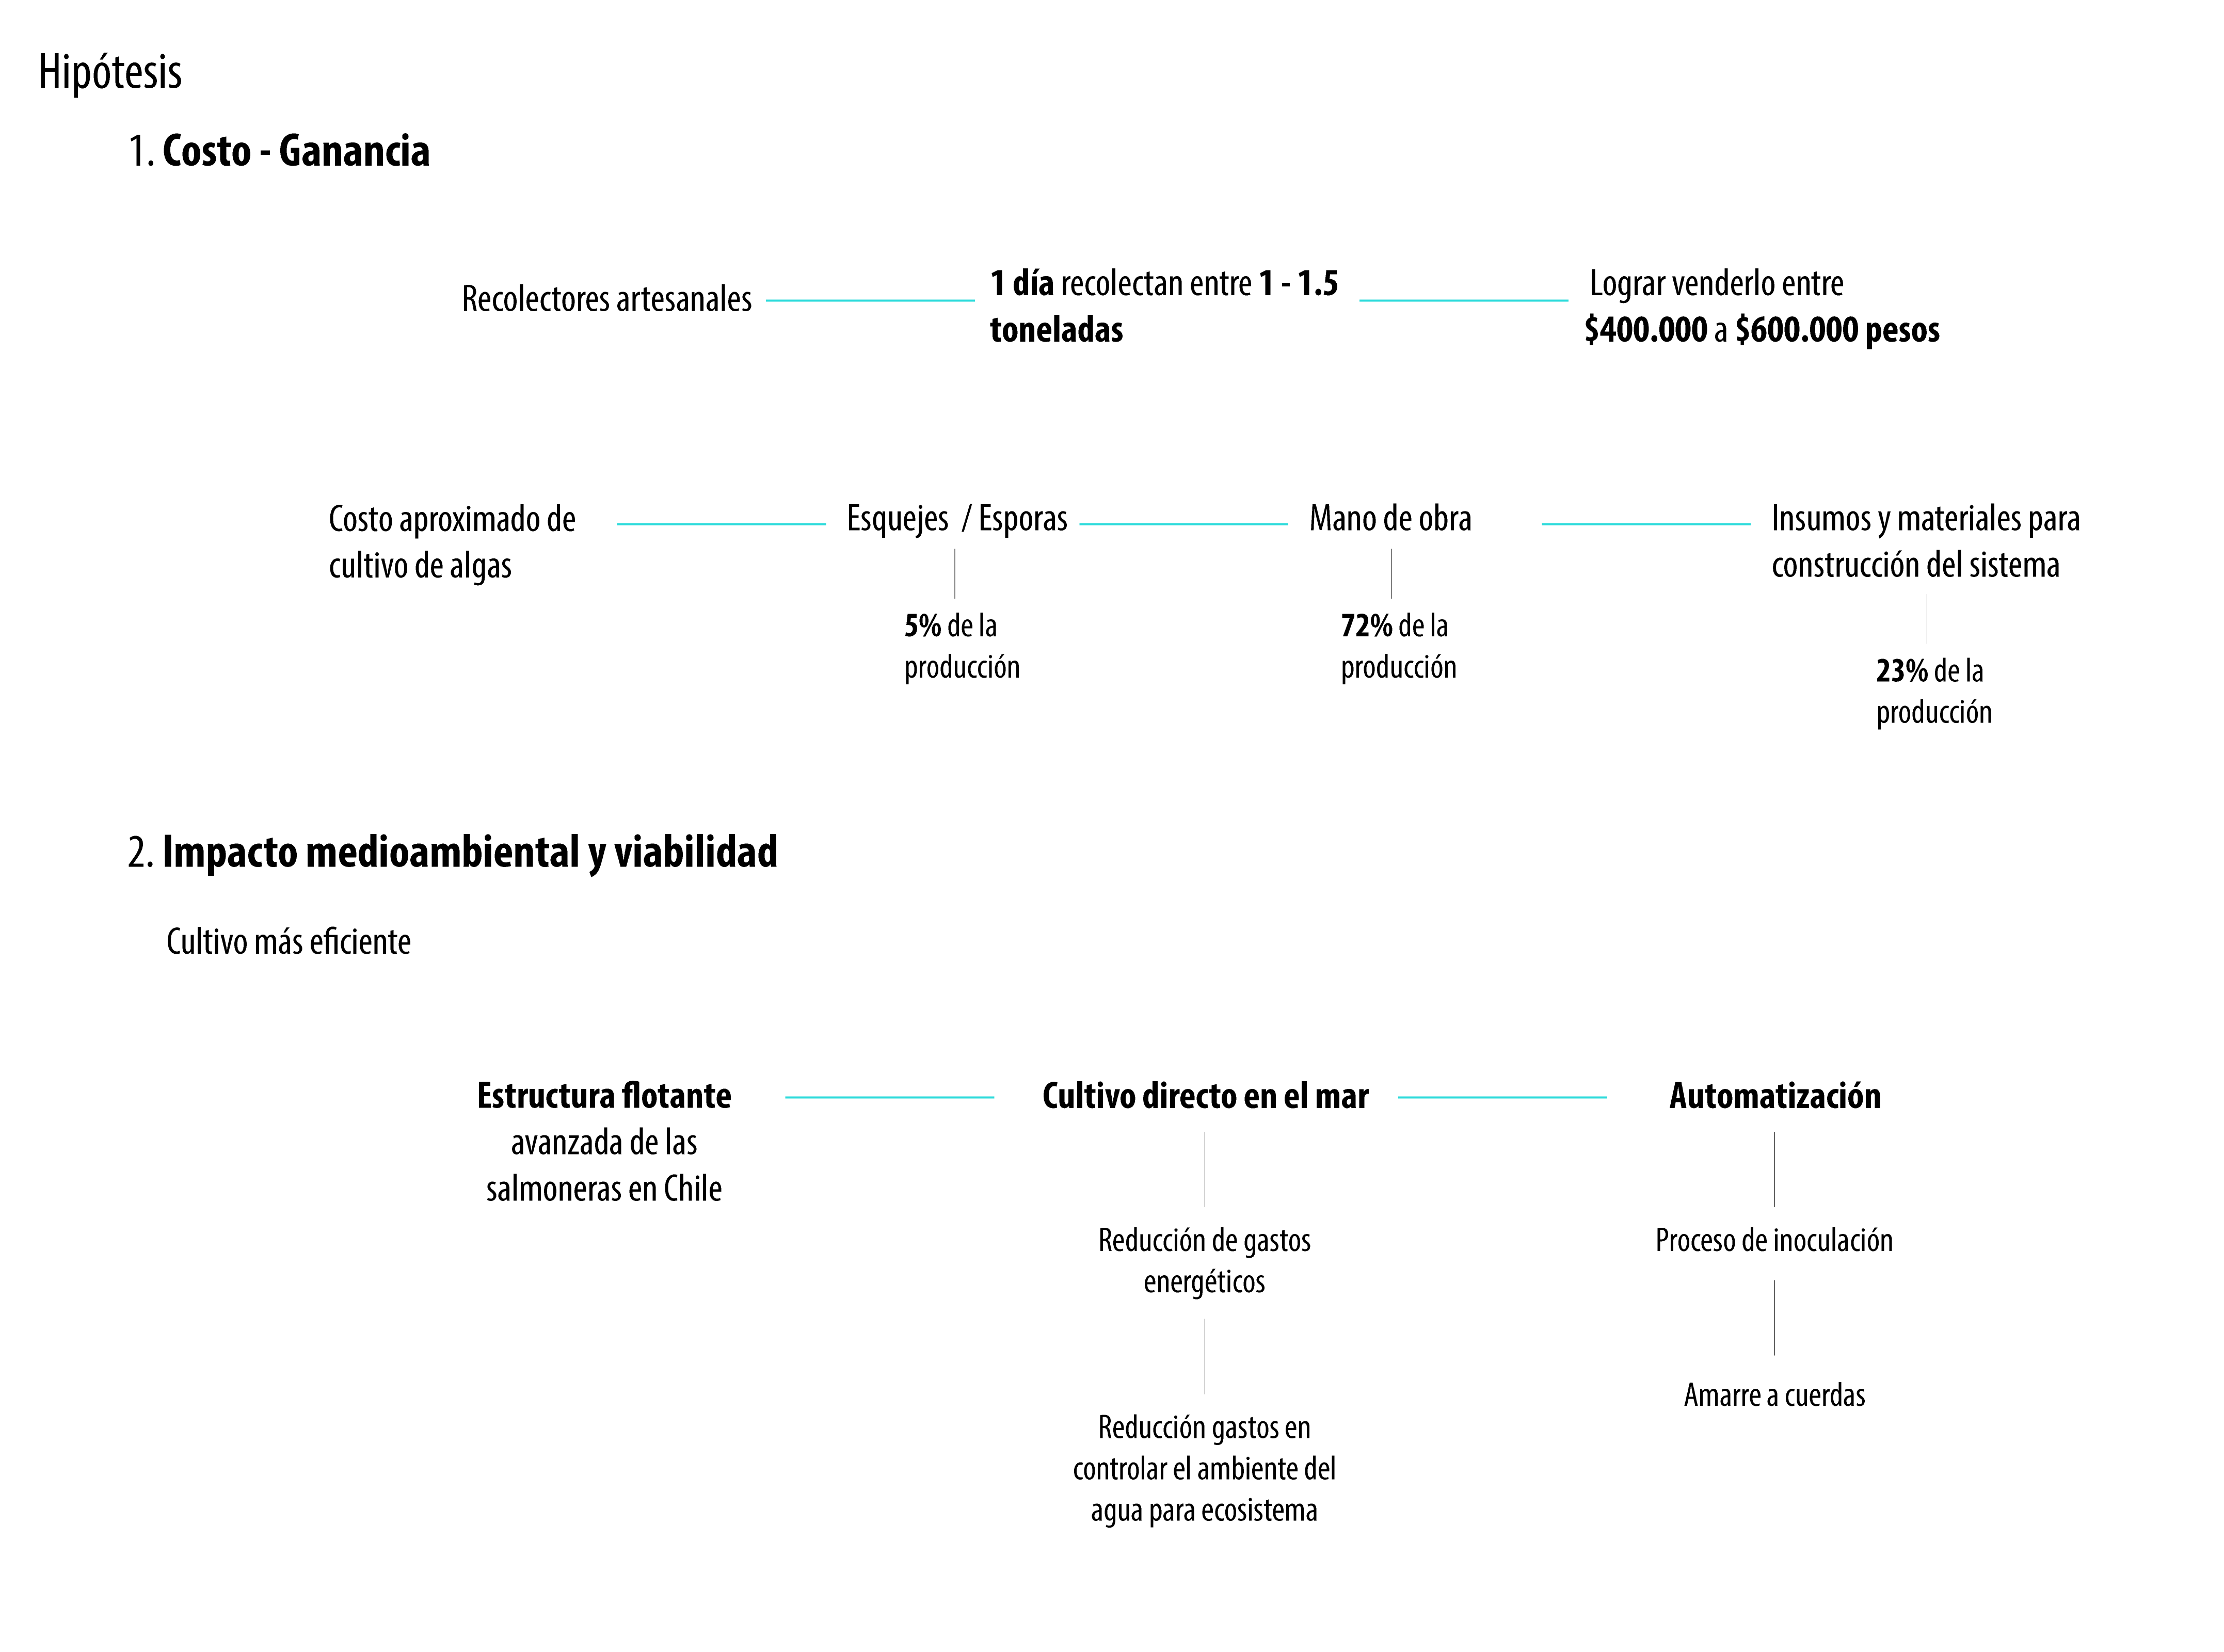 Hipótesis
1. Costo - Ganancia
Recolectores artesanales
1 día recolectan entre 1 - 1.5
toneladas
Lograr venderlo entre
$400.000 a $600.000 pesos
Costo aproximado de
cultivo de algas
Esquejes / Esporas
5% de la
producción
Mano de obra
72% de la
producción
Insumos y materiales para
construcción del sistema
23% de la
producción
2. Impacto medioambiental y viabilidad
Cultivo más eficiente
Estructura flotante
avanzada de las
salmoneras en Chile
Cultivo directo en el mar
Reducción de gastos
energéticos
Reducción gastos en
controlar el ambiente del
agua para ecosistema
Automatización
Proceso de inoculación
Amarre a cuerdas